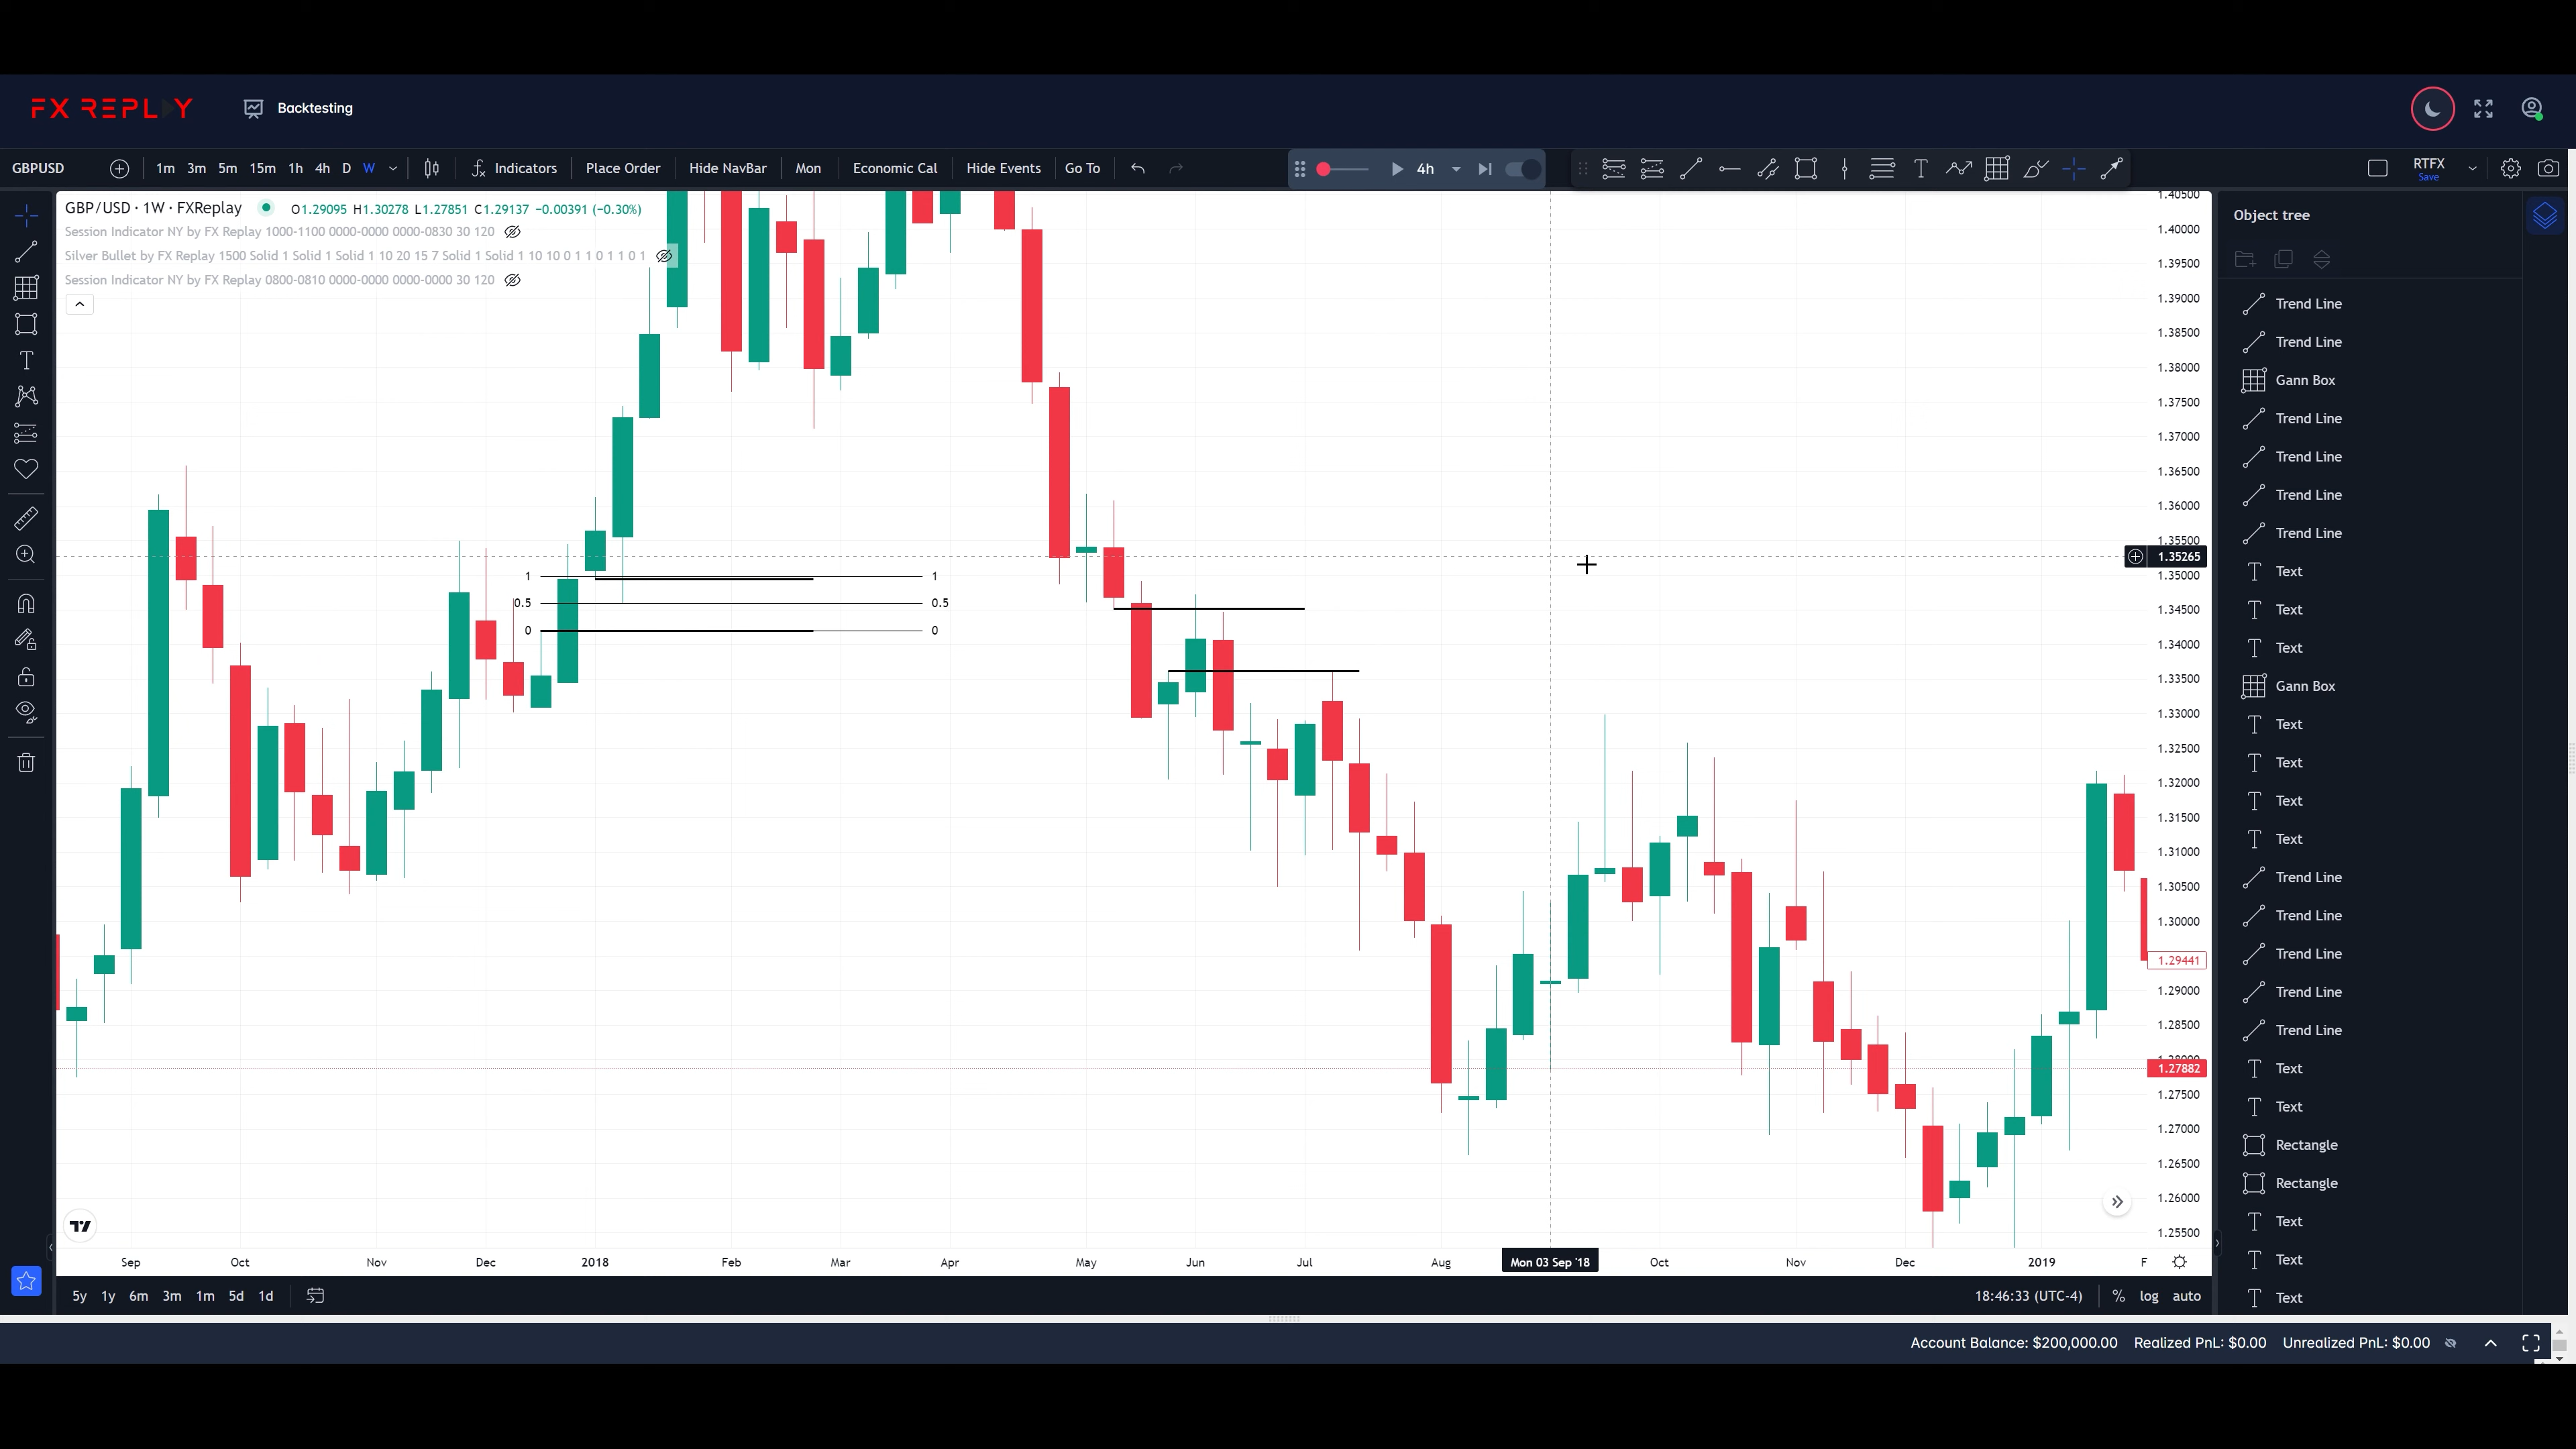 FX REPLAY Backtesting
GBPUSD 1m 3m 5m 15m 1h 4h D W Indicators Place Order Hide NavBar Mon Economic Cal Hide Events Go To 4h RTFX
Save
GBP/USD · 1W · FXReplay O1.29095 H1.30278 L1.27851 C1.29137 −0.00391 (−0.30%)
Session Indicator NY by FX Replay 1000-1100 0000-0000 0000-0830 30 120
Silver Bullet by FX Replay 1500 Solid 1 Solid 1 Solid 1 10 20 15 7 Solid 1 Solid 1 10 10 0 1 1 0 1 1 0 1
Session Indicator NY by FX Replay 0800-0810 0000-0000 0000-0000 30 120
1 1
0.5 0.5
0 0
1.40500
1.40000
1.39500
1.39000
1.38500
1.38000
1.37500
1.37000
1.36500
1.36000
1.35500
1.35265
1.35000
1.34500
1.34000
1.33500
1.33000
1.32500
1.32000
1.31500
1.31000
1.30500
1.30000
1.29441
1.29000
1.28500
1.28000
1.27882
1.27500
1.27000
1.26500
1.26000
1.25500
Sep Oct Nov Dec 2018 Feb Mar Apr May Jun Jul Aug Mon 03 Sep '18 Oct Nov Dec 2019 F
5y 1y 6m 3m 1m 5d 1d 18:46:33 (UTC-4) % log auto
Object tree
Trend Line
Trend Line
Gann Box
Trend Line
Trend Line
Trend Line
Trend Line
Text
Text
Text
Gann Box
Text
Text
Text
Text
Trend Line
Trend Line
Trend Line
Trend Line
Trend Line
Text
Text
Rectangle
Rectangle
Text
Text
Text
Account Balance: $200,000.00 Realized PnL: $0.00 Unrealized PnL: $0.00